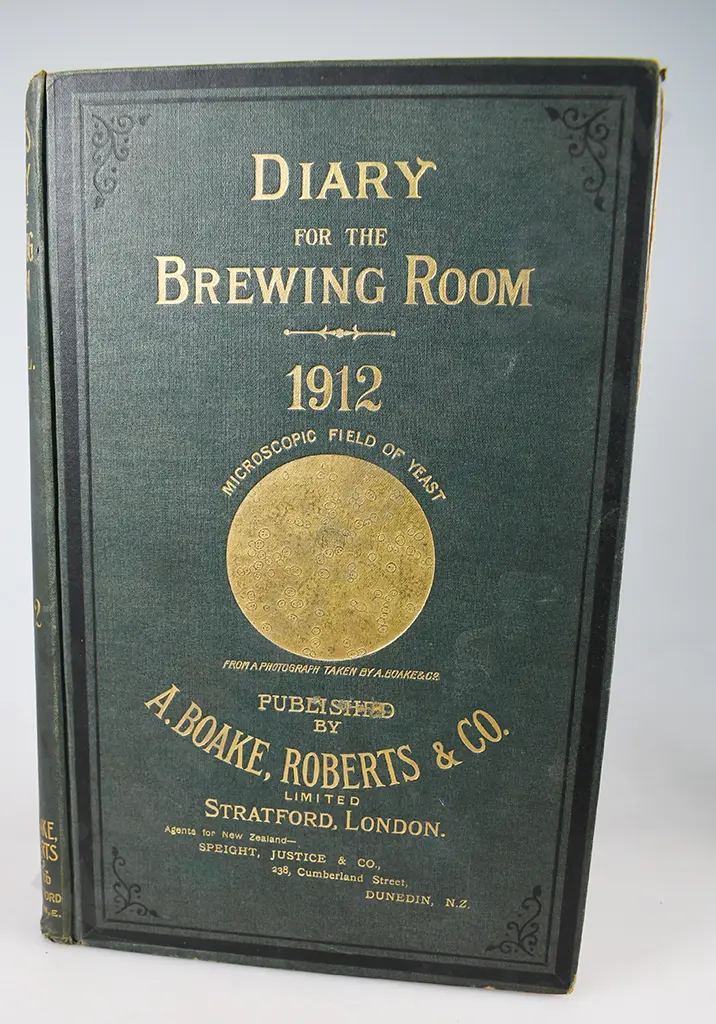 DIARY
FOR THE
BREWING ROOM
1912
MICROSCOPIC FIELD OF YEAST
FROM A PHOTOGRAPH TAKEN BY A. BOAKE & Co.
PUBLISHED
BY
A. BOAKE, ROBERTS & CO.
LIMITED
STRATFORD, LONDON.
Agents for New Zealand—
SPEIGHT, JUSTICE & CO.,
238, Cumberland Street,
DUNEDIN, N.Z.